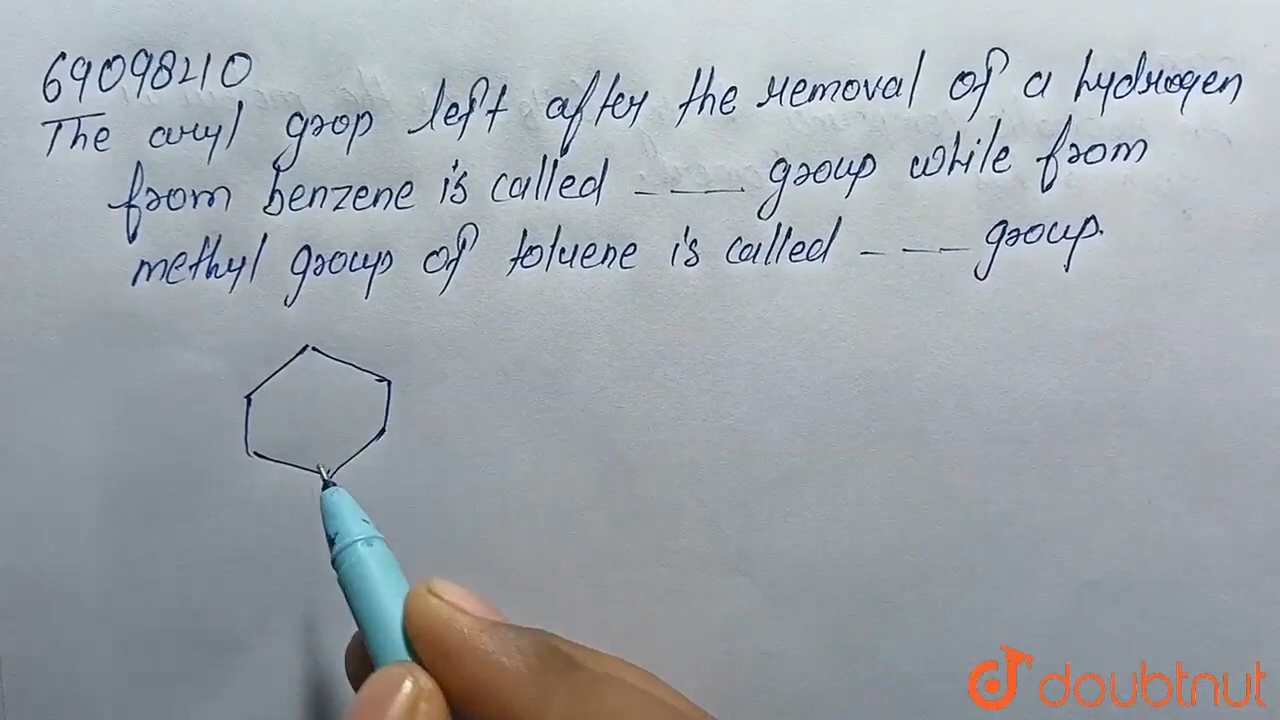 69098410
The aryl grop left after the removal of a hydrogen
from benzene is called ---- group while from
methyl group of toluene is called --- group.
doubtnut